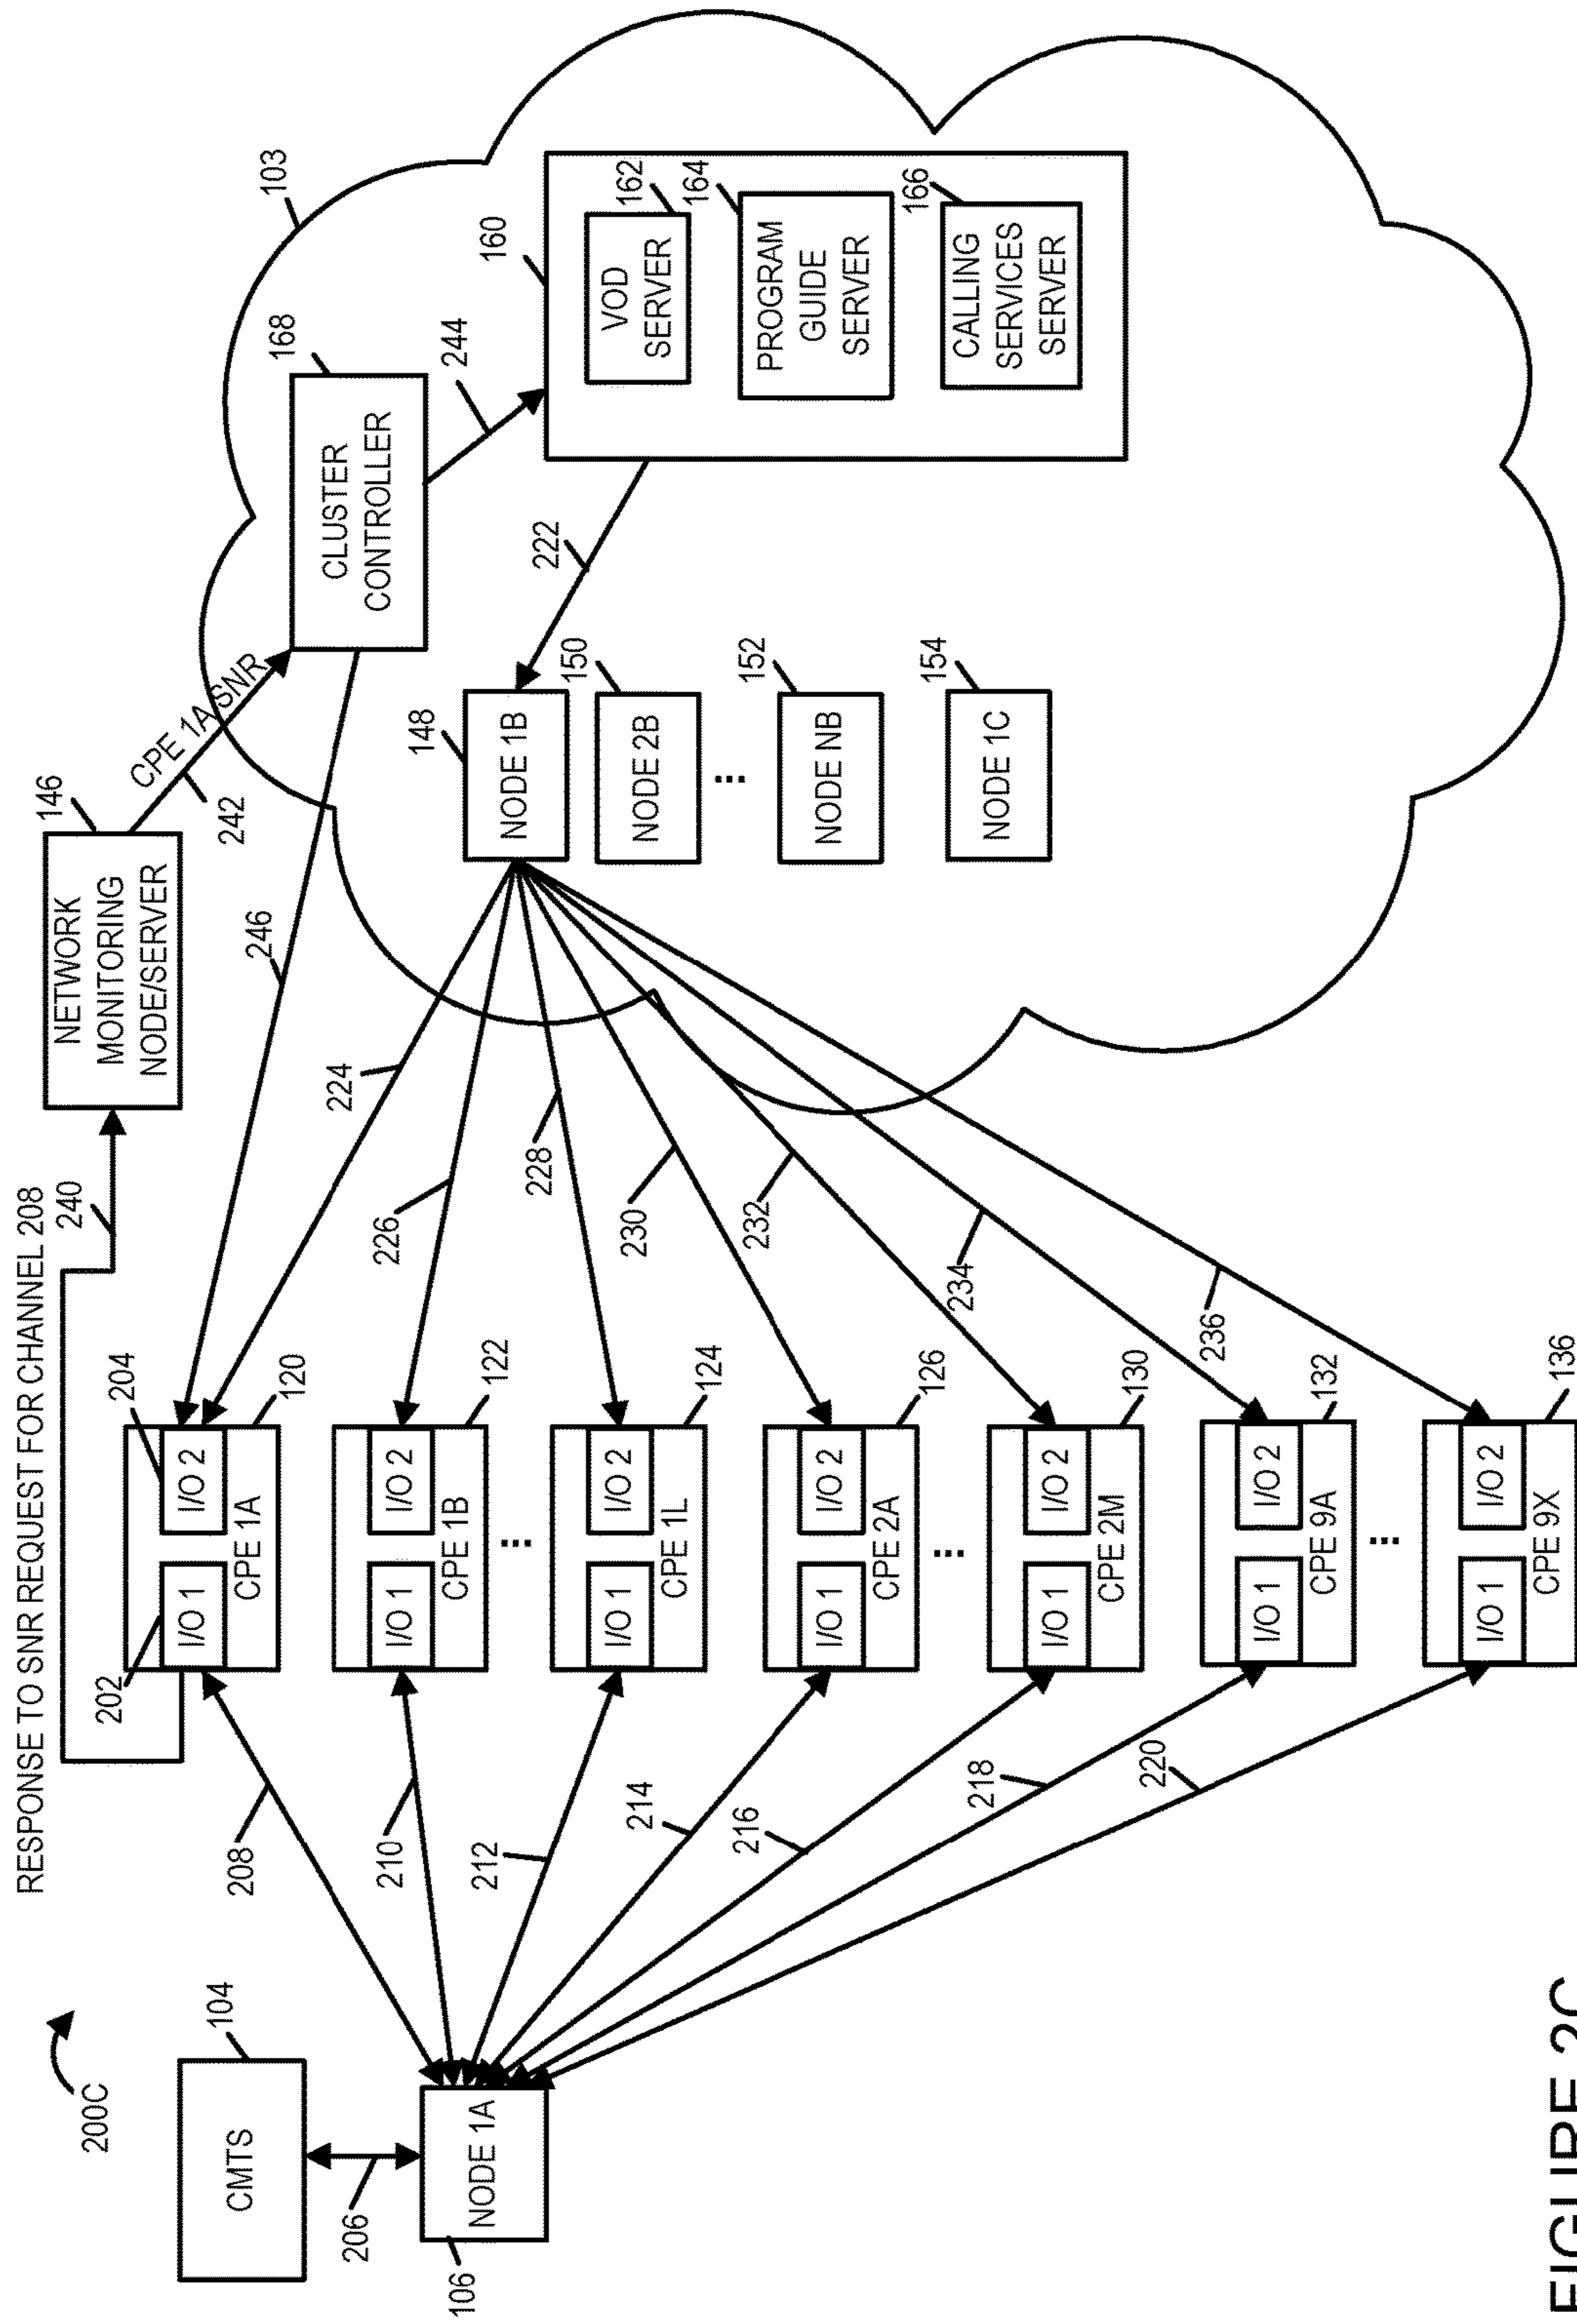 RESPONSE TO SNR REQUEST FOR CHANNEL 208
200C
CMTS
104
206
NODE 1A
106
208
210
212
214
216
218
220
202
204
I/O 1
I/O 2
CPE 1A
120
I/O 1
I/O 2
CPE 1B
122
...
I/O 1
I/O 2
CPE 1L
124
I/O 1
I/O 2
CPE 2A
126
...
I/O 1
I/O 2
CPE 2M
130
I/O 1
I/O 2
CPE 9A
132
...
I/O 1
I/O 2
CPE 9X
136
240
NETWORK
MONITORING
NODE/SERVER
146
CPE 1A SNR
242
246
224
226
228
230
232
234
236
103
CLUSTER
CONTROLLER
168
244
222
NODE 1B
148
NODE 2B
150
...
NODE NB
152
NODE 1C
154
160
VOD
SERVER
162
PROGRAM
GUIDE
SERVER
164
CALLING
SERVICES
SERVER
166
FIGURE 2C